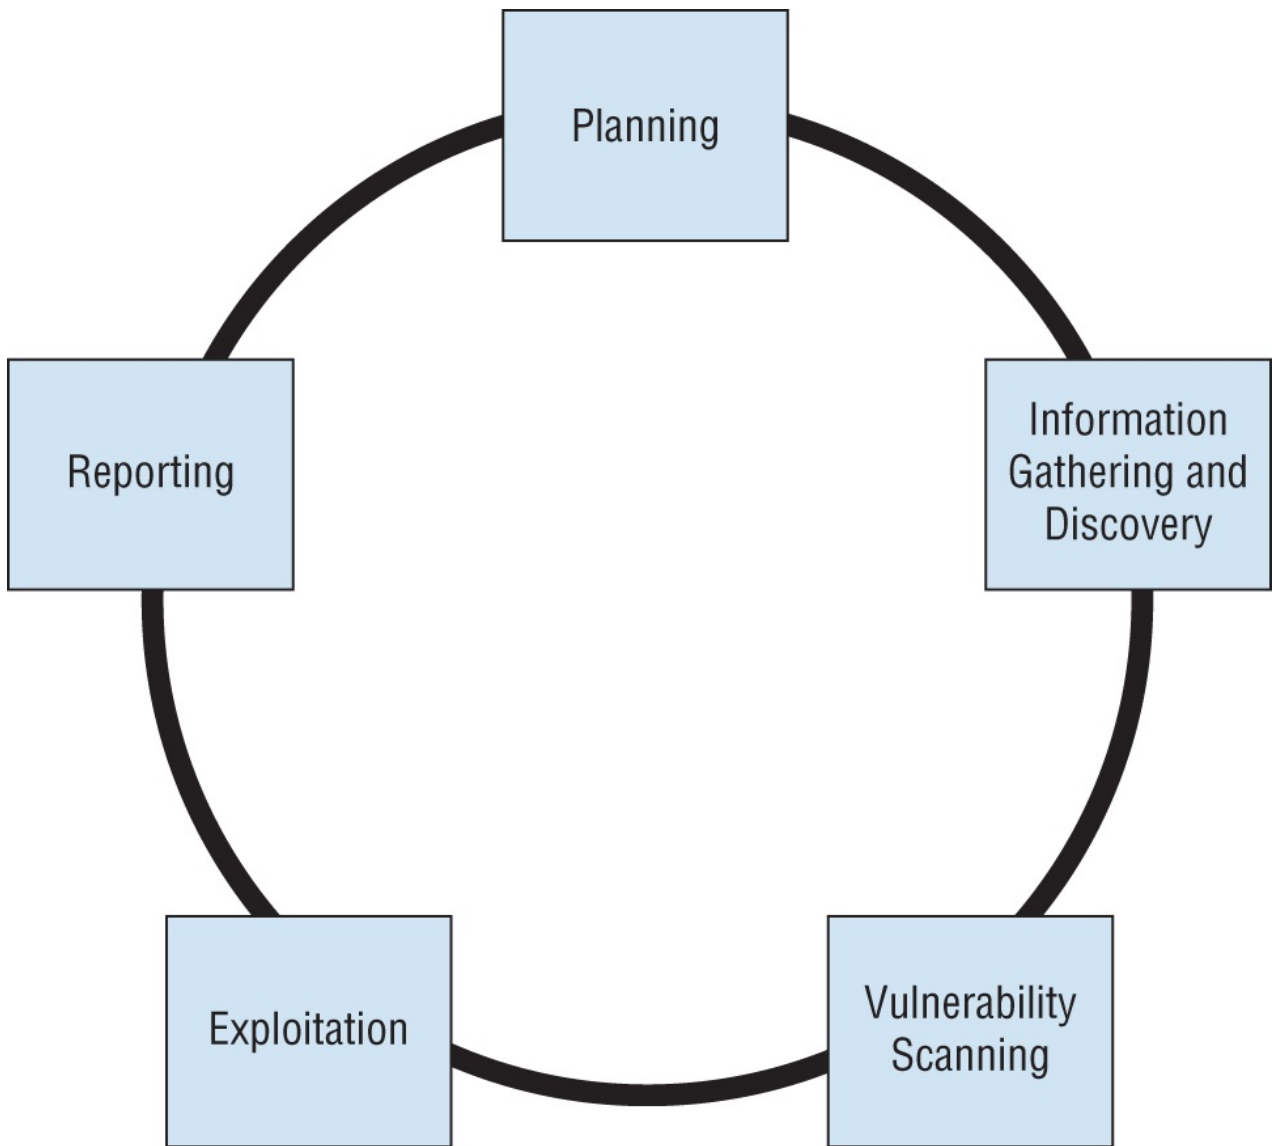 Planning
Information
Gathering and
Discovery
Vulnerability
Scanning
Exploitation
Reporting